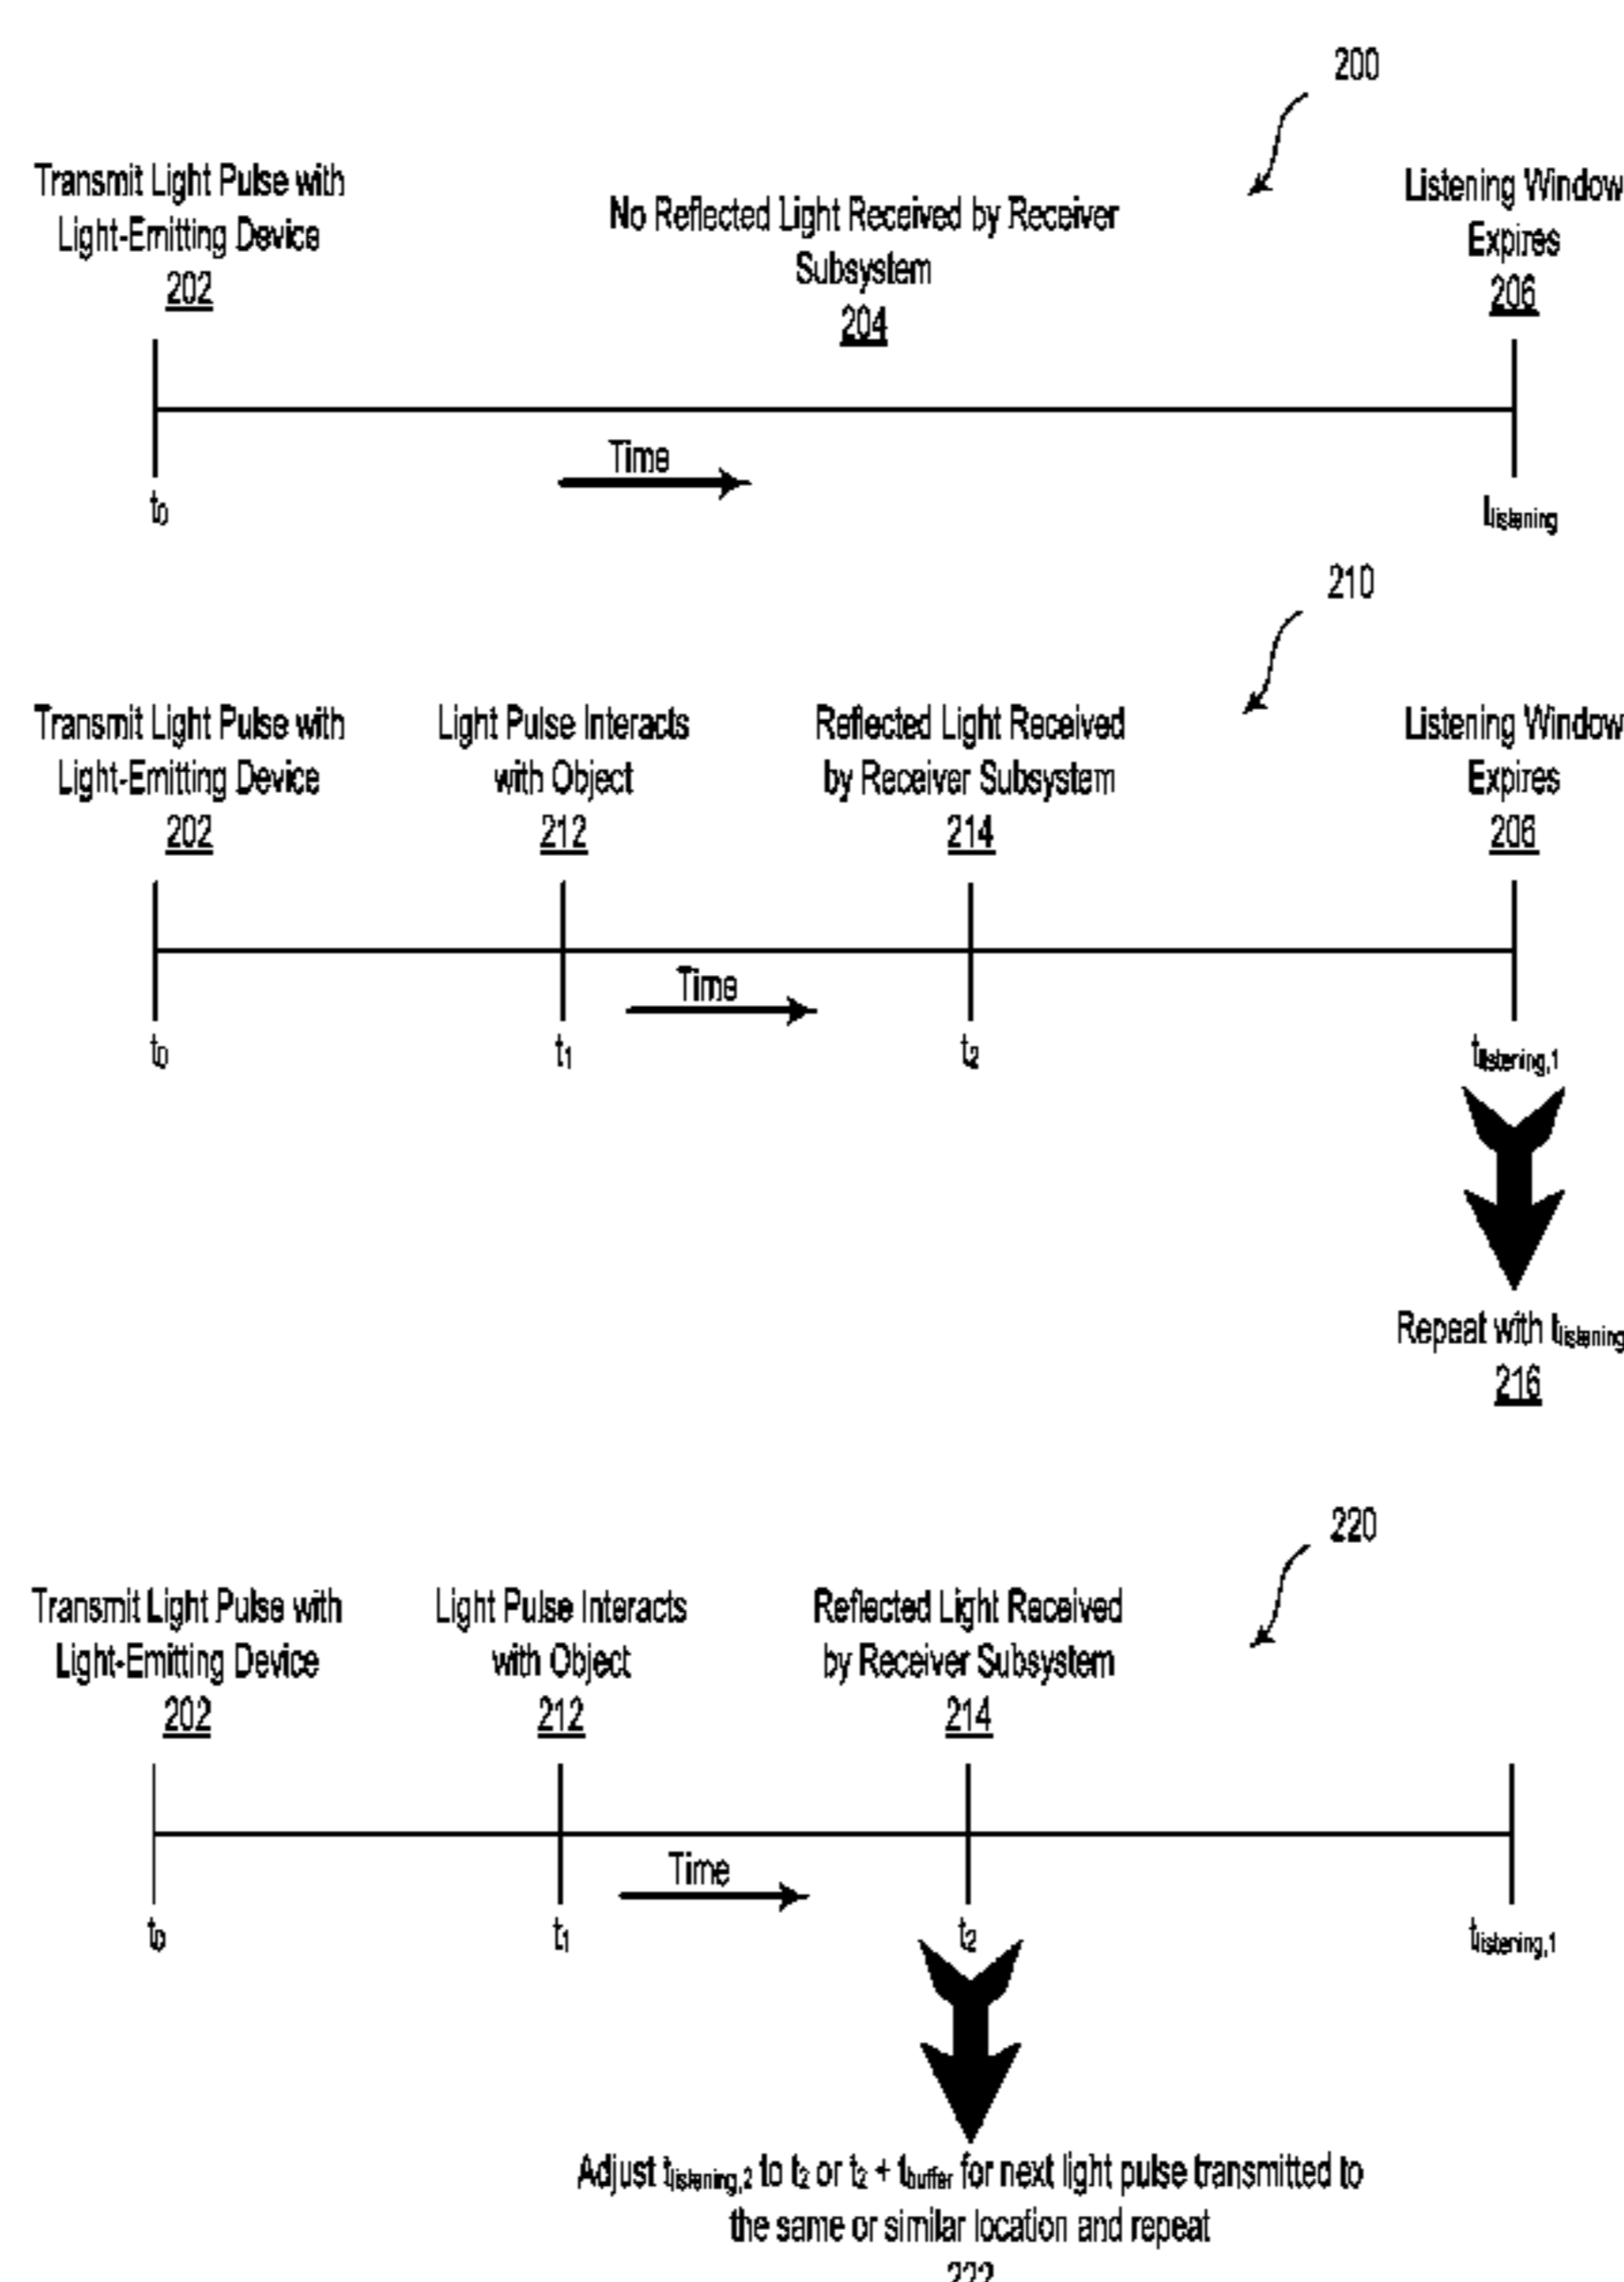 200
Transmit Light Pulse with
Light-Emitting Device
202
No Reflected Light Received by Receiver
Subsystem
204
Listening Window
Expires
206
Time
t0
tlistening
210
Transmit Light Pulse with
Light-Emitting Device
202
Light Pulse Interacts
with Object
212
Reflected Light Received
by Receiver Subsystem
214
Listening Window
Expires
206
Time
t0
t1
t2
tlistening,1
Repeat with tlistening
216
220
Transmit Light Pulse with
Light-Emitting Device
202
Light Pulse Interacts
with Object
212
Reflected Light Received
by Receiver Subsystem
214
Time
t0
t1
t2
tlistening,1
Adjust tlistening,2 to t2 or t2 + tbuffer for next light pulse transmitted to
the same or similar location and repeat
222